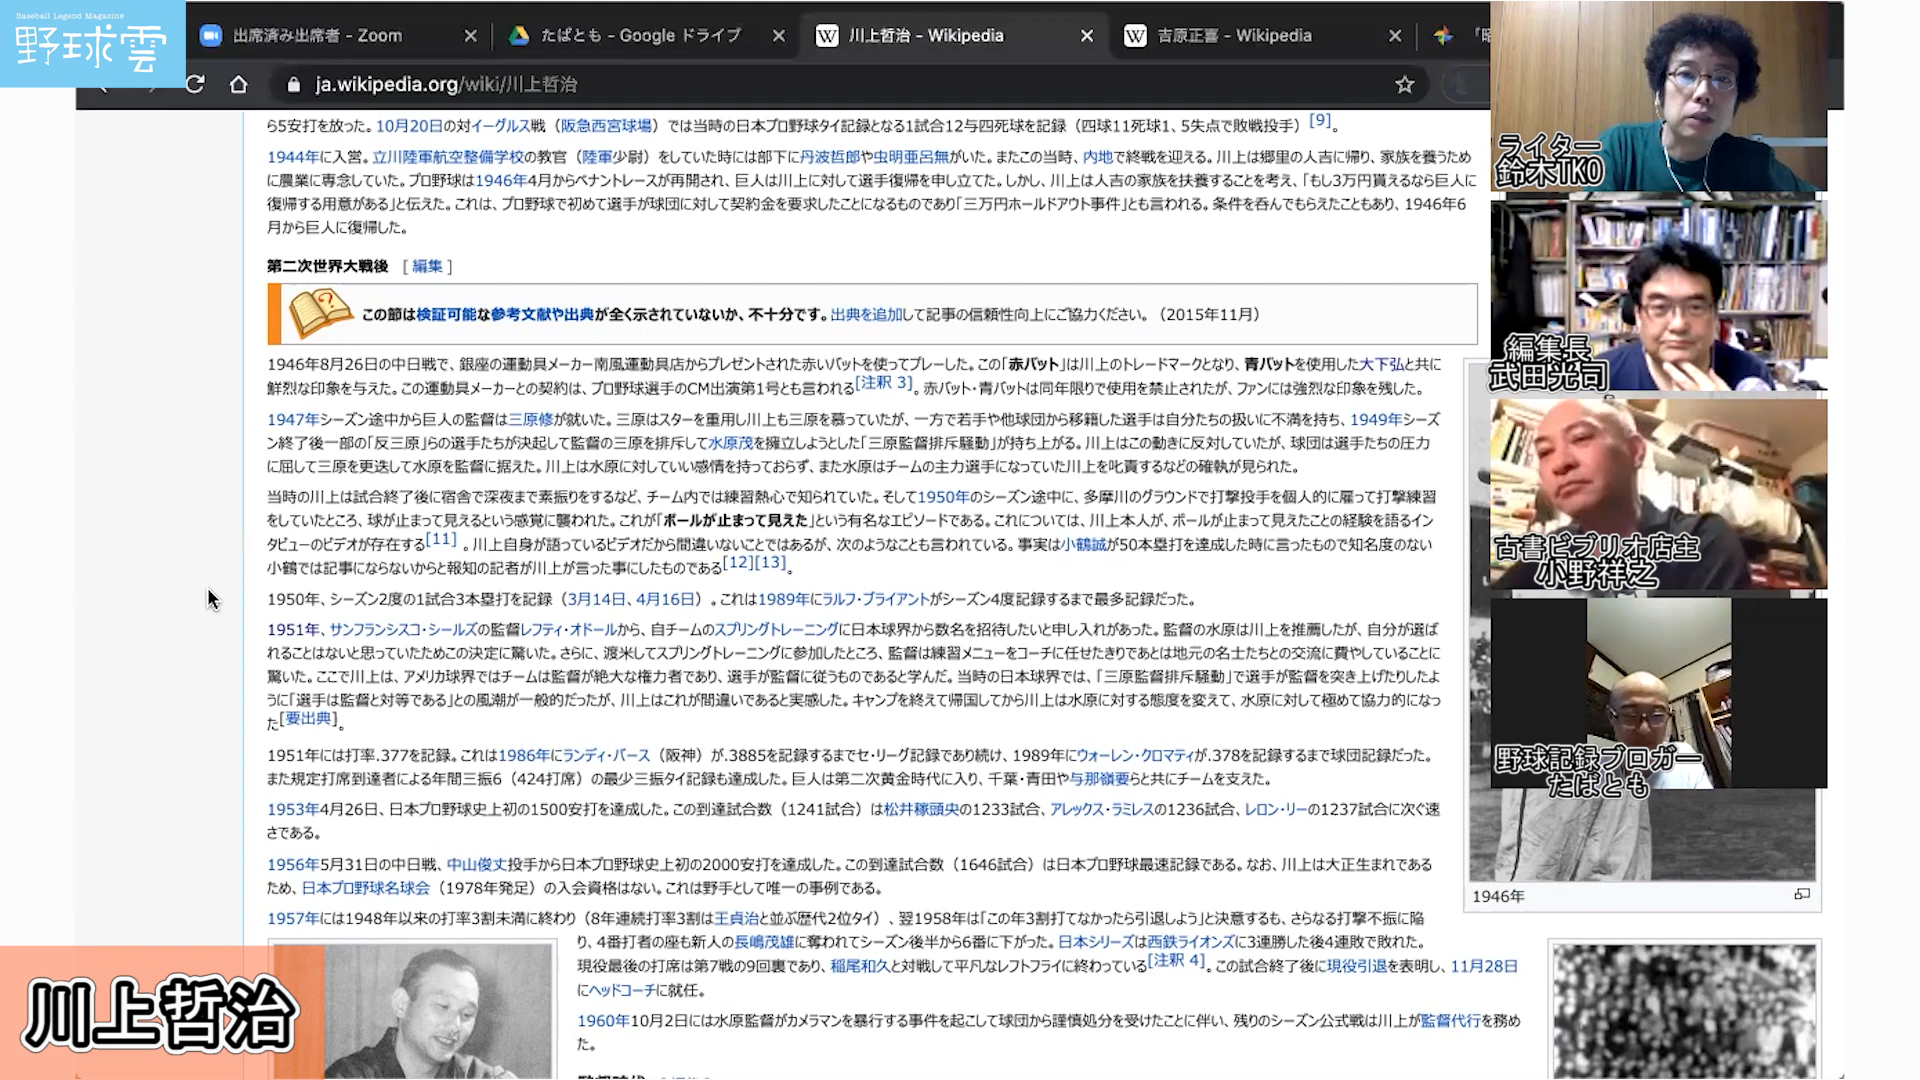 Baseball Legend Magazine
野球雲
出席済み出席者 - Zoom
たばとも - Google ドライブ
川上哲治 - Wikipedia
吉原正喜 - Wikipedia
ja.wikipedia.org/wiki/川上哲治
ら5安打を放った。10月20日の対イーグルス戦（阪急西宮球場）では当時の日本プロ野球タイ記録となる1試合12与四死球を記録（四球11死球1、5失点で敗戦投手）[9]。
1944年に入営。立川陸軍航空整備学校の教官（陸軍少尉）をしていた時には部下に丹波哲郎や虫明亜呂無がいた。またこの当時、内地で終戦を迎える。川上は郷里の人吉に帰り、家族を養うため
に農業に専念していた。プロ野球は1946年4月からペナントレースが再開され、巨人は川上に対して選手復帰を申し立てた。しかし、川上は人吉の家族を扶養することを考え、「もし3万円貰えるなら巨人に
復帰する用意がある」と伝えた。これは、プロ野球で初めて選手が球団に対して契約金を要求したことになるものであり「三万円ホールドアウト事件」とも言われる。条件を呑んでもらえたこともあり、1946年6
月から巨人に復帰した。
第二次世界大戦後 [編集]
この節は検証可能な参考文献や出典が全く示されていないか、不十分です。出典を追加して記事の信頼性向上にご協力ください。（2015年11月）
1946年8月26日の中日戦で、銀座の運動具メーカー南風運動具店からプレゼントされた赤いバットを使ってプレーした。この「赤バット」は川上のトレードマークとなり、青バットを使用した大下弘と共に
鮮烈な印象を与えた。この運動具メーカーとの契約は、プロ野球選手のCM出演第1号とも言われる[注釈 3]。赤バット・青バットは同年限りで使用を禁止されたが、ファンには強烈な印象を残した。
1947年シーズン途中から巨人の監督は三原修が就いた。三原はスターを重用し川上も三原を慕っていたが、一方で若手や他球団から移籍した選手は自分たちの扱いに不満を持ち、1949年シーズ
ン終了後一部の「反三原」らの選手たちが決起して監督の三原を排斥して水原茂を擁立しようとした「三原監督排斥騒動」が持ち上がる。川上はこの動きに反対していたが、球団は選手たちの圧力
に屈して三原を更迭して水原を監督に据えた。川上は水原に対していい感情を持っておらず、また水原はチームの主力選手になっていた川上を叱責するなどの確執が見られた。
当時の川上は試合終了後に宿舎で深夜まで素振りをするなど、チーム内では練習熱心で知られていた。そして1950年のシーズン途中に、多摩川のグラウンドで打撃投手を個人的に雇って打撃練習
をしていたところ、球が止まって見えるという感覚に襲われた。これが「ボールが止まって見えた」という有名なエピソードである。これについては、川上本人が、ボールが止まって見えたことの経験を語るイン
タビューのビデオが存在する[11] 。川上自身が語っているビデオだから間違いないことではあるが、次のようなことも言われている。事実は小鶴誠が50本塁打を達成した時に言ったもので知名度のない
小鶴では記事にならないからと報知の記者が川上が言った事にしたものである[12][13]。
1950年、シーズン2度の1試合3本塁打を記録（3月14日、4月16日）。これは1989年にラルフ・ブライアントがシーズン4度記録するまで最多記録だった。
1951年、サンフランシスコ・シールズの監督レフティ・オドールから、自チームのスプリングトレーニングに日本球界から数名を招待したいと申し入れがあった。監督の水原は川上を推薦したが、自分が選ば
れることはないと思っていたためこの決定に驚いた。さらに、渡米してスプリングトレーニングに参加したところ、監督は練習メニューをコーチに任せたきりであとは地元の名士たちとの交流に費やしていることに
驚いた。ここで川上は、アメリカ球界ではチームは監督が絶大な権力者であり、選手が監督に従うものであると学んだ。当時の日本球界では、「三原監督排斥騒動」で選手が監督を突き上げたりしたよ
うに「選手は監督と対等である」との風潮が一般的だったが、川上はこれが間違いであると実感した。キャンプを終えて帰国してから川上は水原に対する態度を変えて、水原に対して極めて協力的になっ
た[要出典]。
1951年には打率.377を記録。これは1986年にランディ・バース（阪神）が.3885を記録するまでセ・リーグ記録であり続け、1989年にウォーレン・クロマティが.378を記録するまで球団記録だった。
また規定打席到達者による年間三振6（424打席）の最少三振タイ記録も達成した。巨人は第二次黄金時代に入り、千葉・青田や与那嶺要らと共にチームを支えた。
1953年4月26日、日本プロ野球史上初の1500安打を達成した。この到達試合数（1241試合）は松井稼頭央の1233試合、アレックス・ラミレスの1236試合、レロン・リーの1237試合に次ぐ速
さである。
1956年5月31日の中日戦、中山俊丈投手から日本プロ野球史上初の2000安打を達成した。この到達試合数（1646試合）は日本プロ野球最速記録である。なお、川上は大正生まれである
ため、日本プロ野球名球会（1978年発足）の入会資格はない。これは野手として唯一の事例である。
1957年には1948年以来の打率3割未満に終わり（8年連続打率3割は王貞治と並ぶ歴代2位タイ）、翌1958年は「この年3割打てなかったら引退しよう」と決意するも、さらなる打撃不振に陥
り、4番打者の座も新人の長嶋茂雄に奪われてシーズン後半から6番に下がった。日本シリーズは西鉄ライオンズに3連勝した後4連敗で敗れた。
現役最後の打席は第7戦の9回裏であり、稲尾和久と対戦して平凡なレフトフライに終わっている[注釈 4]。この試合終了後に現役引退を表明し、11月28日
にヘッドコーチに就任。
1960年10月2日には水原監督がカメラマンを暴行する事件を起こして球団から謹慎処分を受けたことに伴い、残りのシーズン公式戦は川上が監督代行を務め
た。
1946年
ライター
鈴木TKO
編集長
武田光司
古書ビブリオ店主
小野祥之
野球記録ブロガー
たばとも
川上哲治